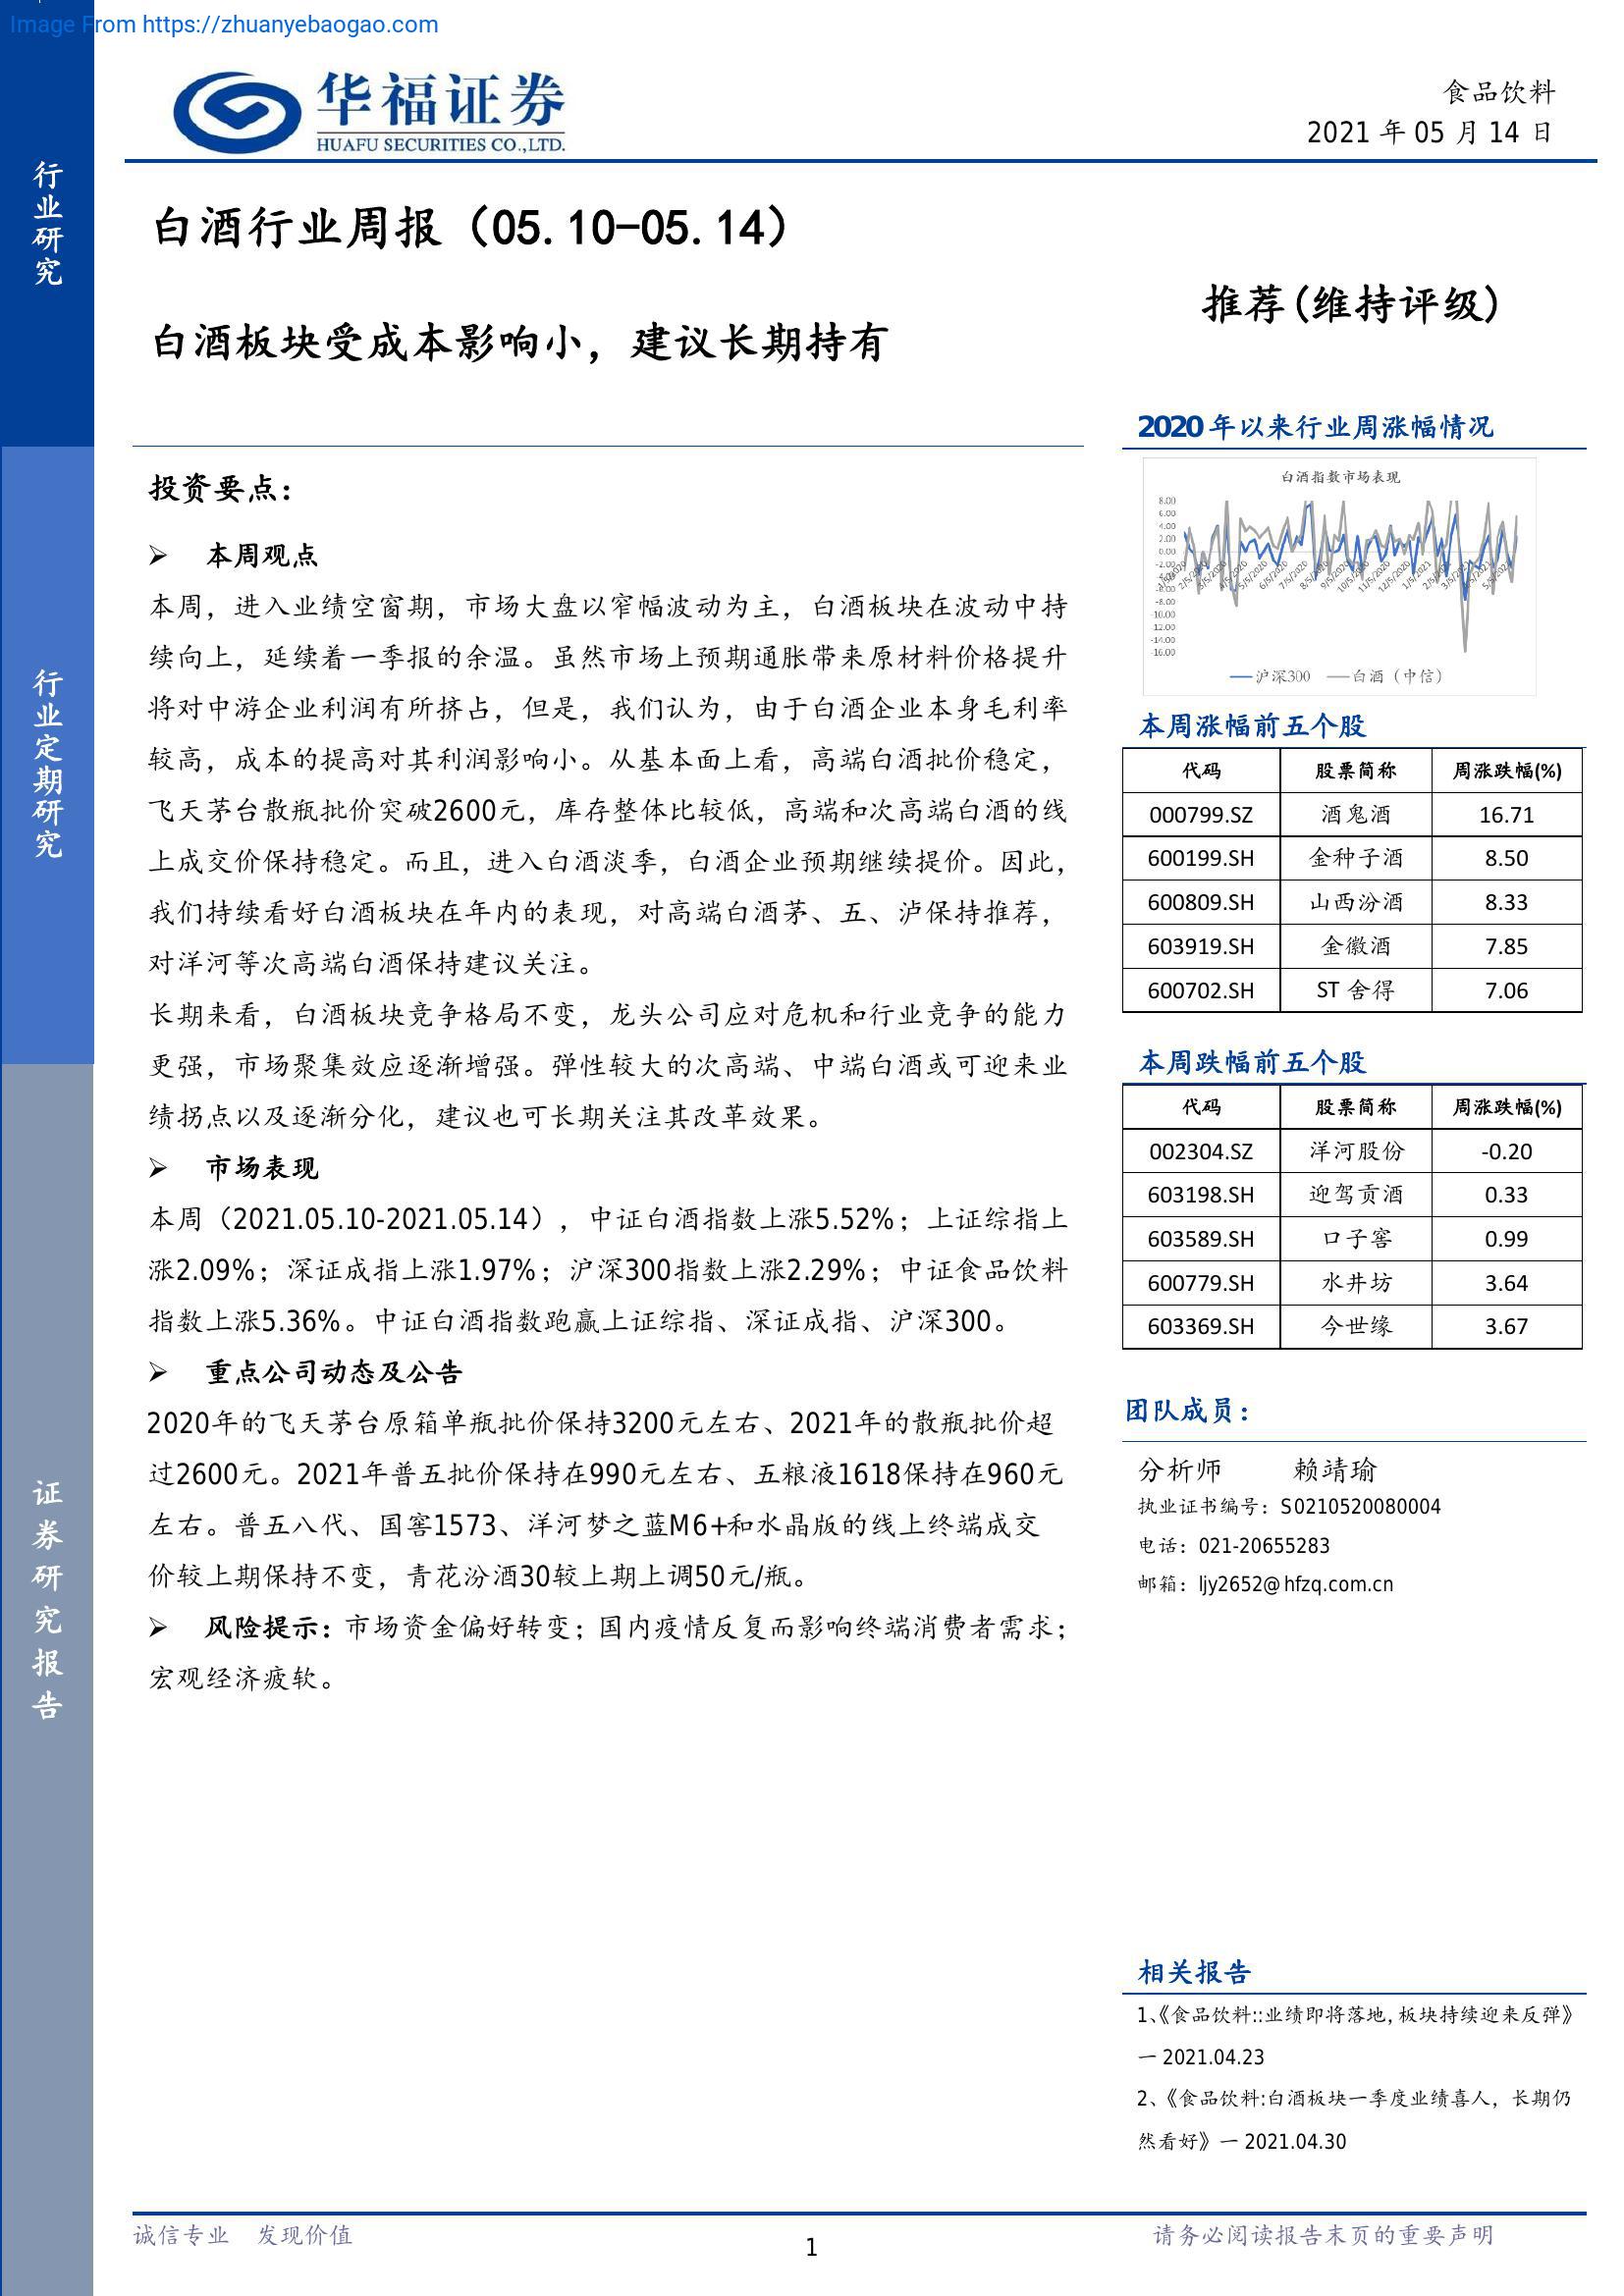 Image From https://zhuanyebaogao.com
华福证券
HUAFU SECURITIES CO.,LTD.
食品饮料
2021 年 05 月 14 日
行业研究
行业定期研究
证券研究报告
白酒行业周报（05.10-05.14）
白酒板块受成本影响小，建议长期持有
推荐(维持评级)
投资要点：
➢ 本周观点
本周，进入业绩空窗期，市场大盘以窄幅波动为主，白酒板块在波动中持
续向上，延续着一季报的余温。虽然市场上预期通胀带来原材料价格提升
将对中游企业利润有所挤占，但是，我们认为，由于白酒企业本身毛利率
较高，成本的提高对其利润影响小。从基本面上看，高端白酒批价稳定，
飞天茅台散瓶批价突破2600元，库存整体比较低，高端和次高端白酒的线
上成交价保持稳定。而且，进入白酒淡季，白酒企业预期继续提价。因此，
我们持续看好白酒板块在年内的表现，对高端白酒茅、五、泸保持推荐，
对洋河等次高端白酒保持建议关注。
长期来看，白酒板块竞争格局不变，龙头公司应对危机和行业竞争的能力
更强，市场聚集效应逐渐增强。弹性较大的次高端、中端白酒或可迎来业
绩拐点以及逐渐分化，建议也可长期关注其改革效果。
➢ 市场表现
本周（2021.05.10-2021.05.14），中证白酒指数上涨5.52%；上证综指上
涨2.09%；深证成指上涨1.97%；沪深300指数上涨2.29%；中证食品饮料
指数上涨5.36%。中证白酒指数跑赢上证综指、深证成指、沪深300。
➢ 重点公司动态及公告
2020年的飞天茅台原箱单瓶批价保持3200元左右、2021年的散瓶批价超
过2600元。2021年普五批价保持在990元左右、五粮液1618保持在960元
左右。普五八代、国窖1573、洋河梦之蓝M6+和水晶版的线上终端成交
价较上期保持不变，青花汾酒30较上期上调50元/瓶。
➢ 风险提示：市场资金偏好转变；国内疫情反复而影响终端消费者需求；
宏观经济疲软。
2020 年以来行业周涨幅情况
白酒指数市场表现
8.00
6.00
4.00
2.00
0.00
-2.00
-8.00
10.00
12.00
-14.00
-16.00
沪深300 白酒（中信）
本周涨幅前五个股
代码 股票简称 周涨跌幅(%)
000799.SZ 酒鬼酒 16.71
600199.SH 金种子酒 8.50
600809.SH 山西汾酒 8.33
603919.SH 金徽酒 7.85
600702.SH ST 舍得 7.06
本周跌幅前五个股
代码 股票简称 周涨跌幅(%)
002304.SZ 洋河股份 -0.20
603198.SH 迎驾贡酒 0.33
603589.SH 口子窖 0.99
600779.SH 水井坊 3.64
603369.SH 今世缘 3.67
团队成员：
分析师 赖靖瑜
执业证书编号：S0210520080004
电话：021-20655283
邮箱：ljy2652@hfzq.com.cn
相关报告
1、《食品饮料::业绩即将落地,板块持续迎来反弹》
一 2021.04.23
2、《食品饮料:白酒板块一季度业绩喜人，长期仍
然看好》一 2021.04.30
诚信专业 发现价值
1
请务必阅读报告末页的重要声明